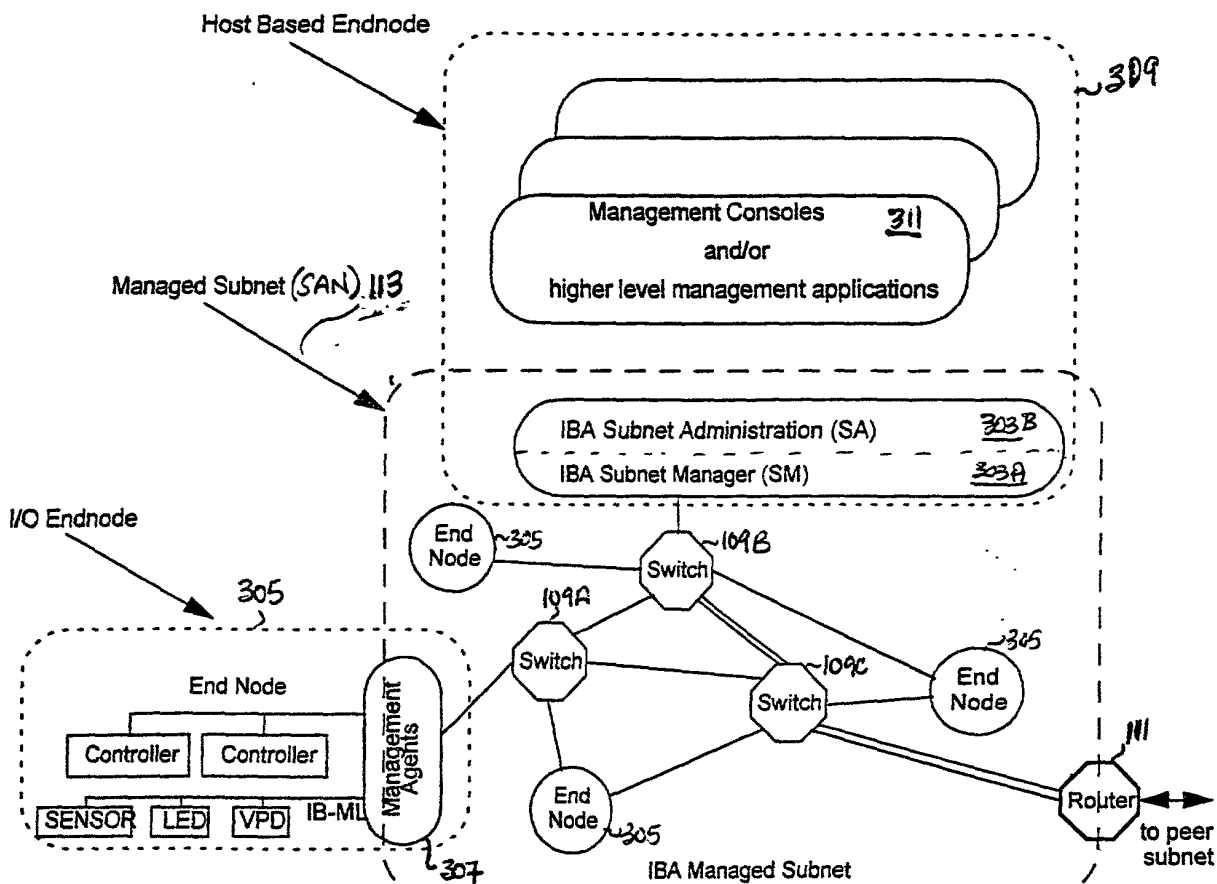 Host Based Endnode
309
Management Consoles
311
and/or
higher level management applications
Managed Subnet (SAN) 113
IBA Subnet Administration (SA)
303B
IBA Subnet Manager (SM)
303A
I/O Endnode
End
Node
305
109B
Switch
305
109A
Switch
305
End
Node
109C
Switch
End Node
Controller
Controller
Management
Agents
111
Router
to peer
subnet
SENSOR
LED
VPD
IB-ML
End
Node
305
307
IBA Managed Subnet